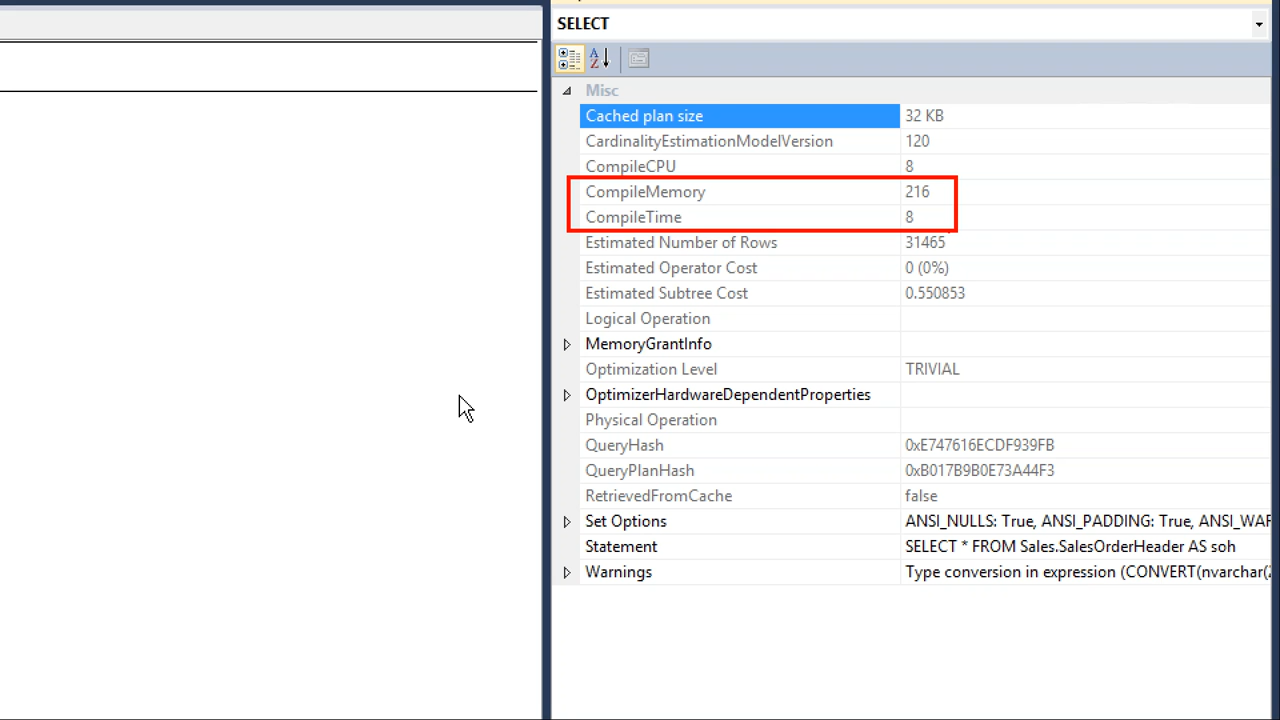 SELECT
A
Z
Misc
Cached plan size 32 KB
CardinalityEstimationModelVersion 120
CompileCPU 8
CompileMemory 216
CompileTime 8
Estimated Number of Rows 31465
Estimated Operator Cost 0 (0%)
Estimated Subtree Cost 0.550853
Logical Operation
MemoryGrantInfo
Optimization Level TRIVIAL
OptimizerHardwareDependentProperties
Physical Operation
QueryHash 0xE747616ECDF939FB
QueryPlanHash 0xB017B9B0E73A44F3
RetrievedFromCache false
Set Options ANSI_NULLS: True, ANSI_PADDING: True, ANSI_WAR
Statement SELECT * FROM Sales.SalesOrderHeader AS soh
Warnings Type conversion in expression (CONVERT(nvarchar(2